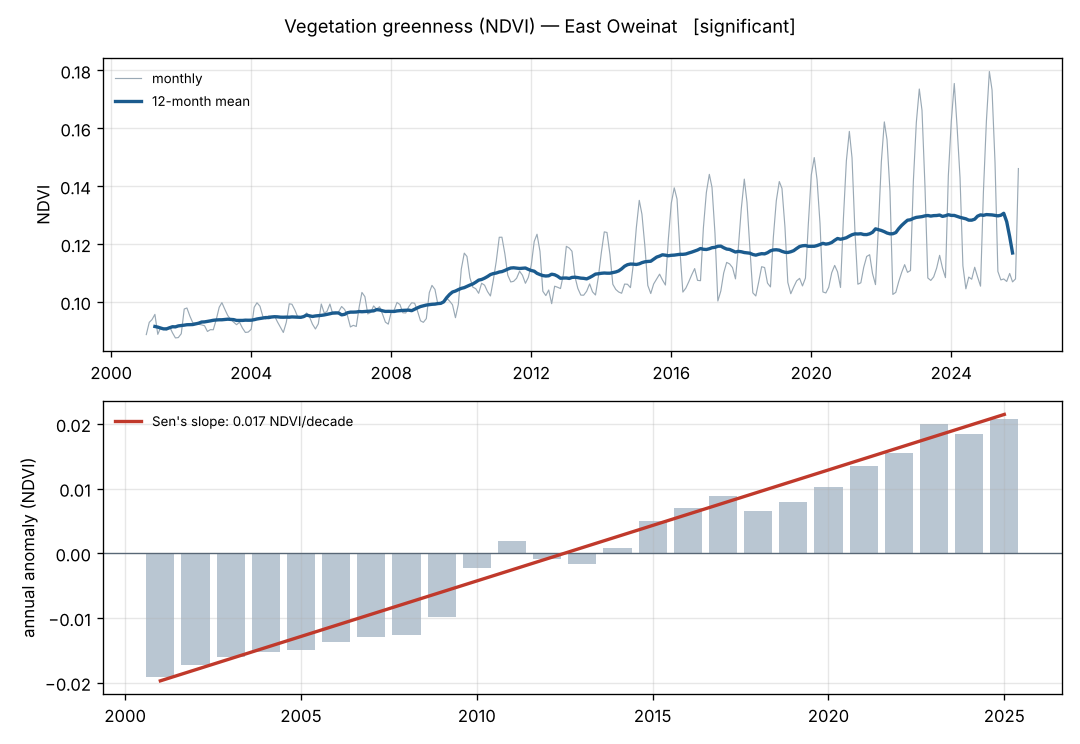 Vegetation greenness (NDVI) — East Oweinat [significant]
monthly
12-month mean
NDVI
0.18
0.16
0.14
0.12
0.10
2000 2004 2008 2012 2016 2020 2024
Sen's slope: 0.017 NDVI/decade
annual anomaly (NDVI)
0.02
0.01
0.00
−0.01
−0.02
2000 2005 2010 2015 2020 2025